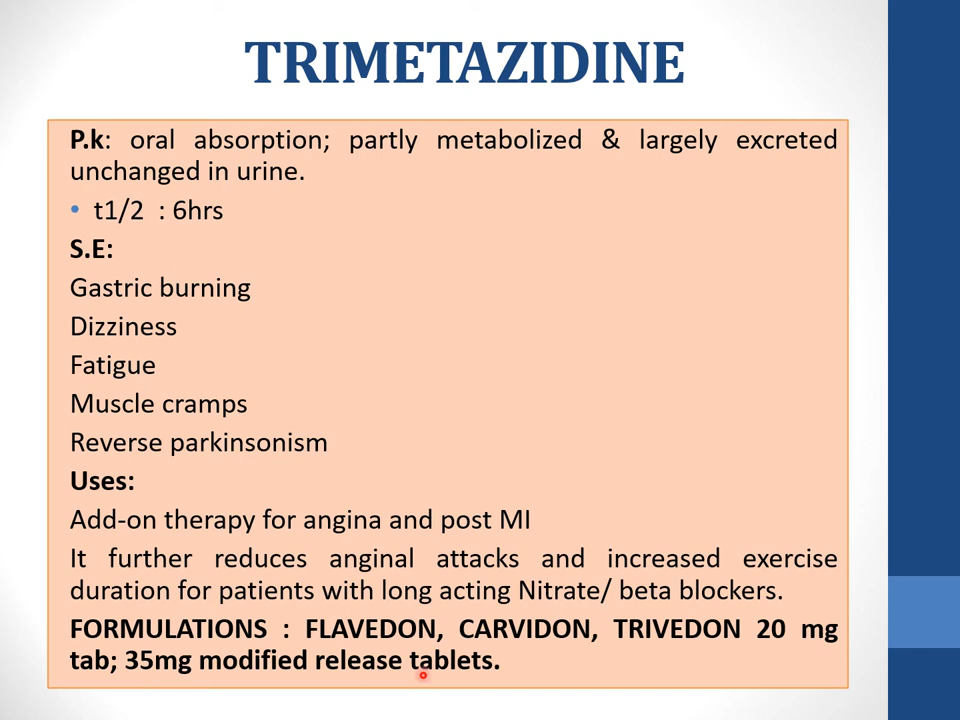 TRIMETAZIDINE
P.k: oral absorption; partly metabolized & largely excreted
unchanged in urine.
• t1/2 : 6hrs
S.E:
Gastric burning
Dizziness
Fatigue
Muscle cramps
Reverse parkinsonism
Uses:
Add-on therapy for angina and post MI
It further reduces anginal attacks and increased exercise
duration for patients with long acting Nitrate/ beta blockers.
FORMULATIONS : FLAVEDON, CARVIDON, TRIVEDON 20 mg
tab; 35mg modified release tablets.